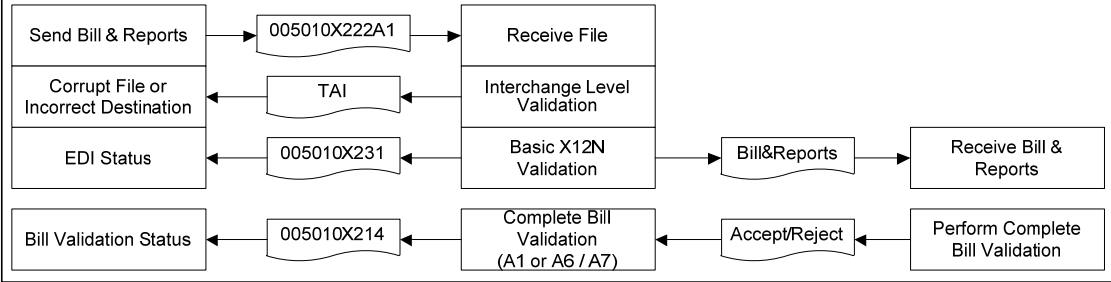 Send Bill & Reports
005010X222A1
Receive File
Corrupt File or
Incorrect Destination
TAI
Interchange Level
Validation
EDI Status
005010X231
Basic X12N
Validation
Bill&Reports
Receive Bill &
Reports
Bill Validation Status
005010X214
Complete Bill
Validation
(A1 or A6 / A7)
Accept/Reject
Perform Complete
Bill Validation